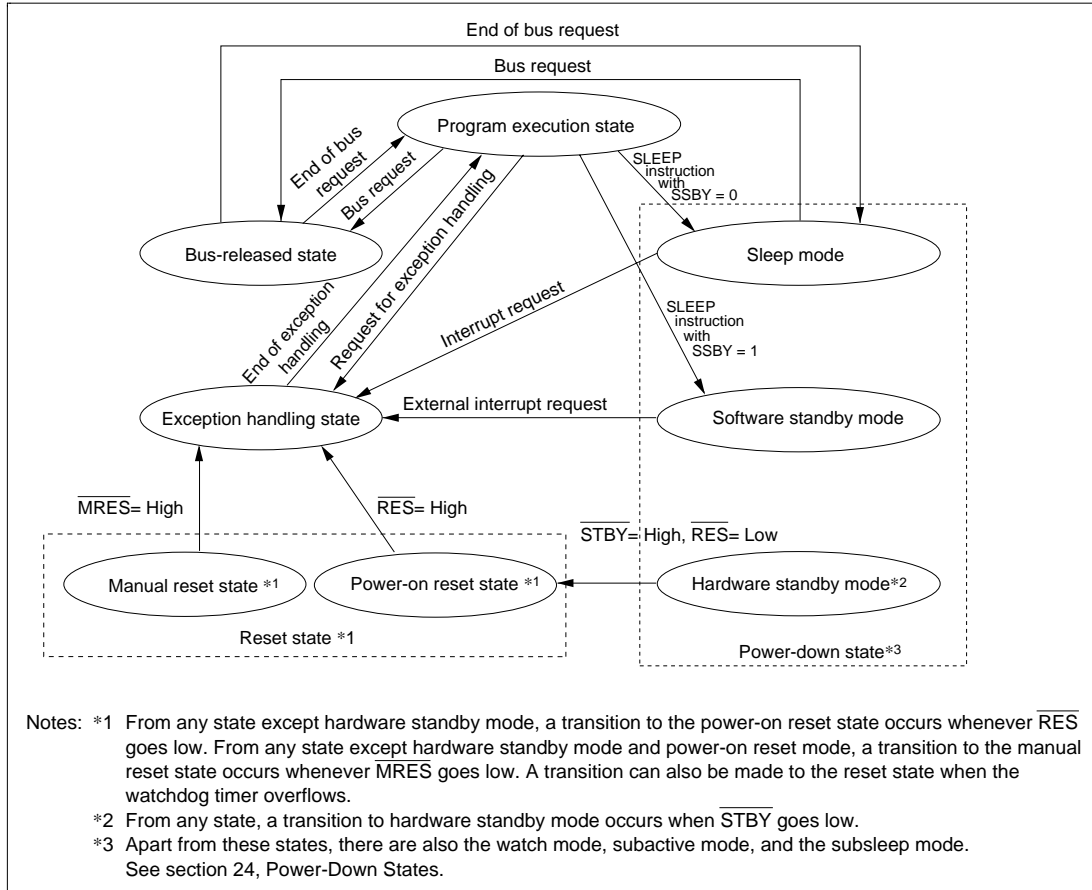 End of bus request
Bus request
Program execution state
End of bus
request
Bus request
SLEEP
instruction
with
SSBY = 0
Bus-released state
Sleep mode
End of exception
handling
Request for exception handling
Interrupt request
SLEEP
instruction
with
SSBY = 1
Exception handling state
External interrupt request
Software standby mode
MRES= High
RES= High
STBY= High, RES= Low
Manual reset state *1
Power-on reset state *1
Hardware standby mode*2
Reset state *1
Power-down state*3
Notes: *1 From any state except hardware standby mode, a transition to the power-on reset state occurs whenever RES
goes low. From any state except hardware standby mode and power-on reset mode, a transition to the manual
reset state occurs whenever MRES goes low. A transition can also be made to the reset state when the
watchdog timer overflows.
*2 From any state, a transition to hardware standby mode occurs when STBY goes low.
*3 Apart from these states, there are also the watch mode, subactive mode, and the subsleep mode.
See section 24, Power-Down States.